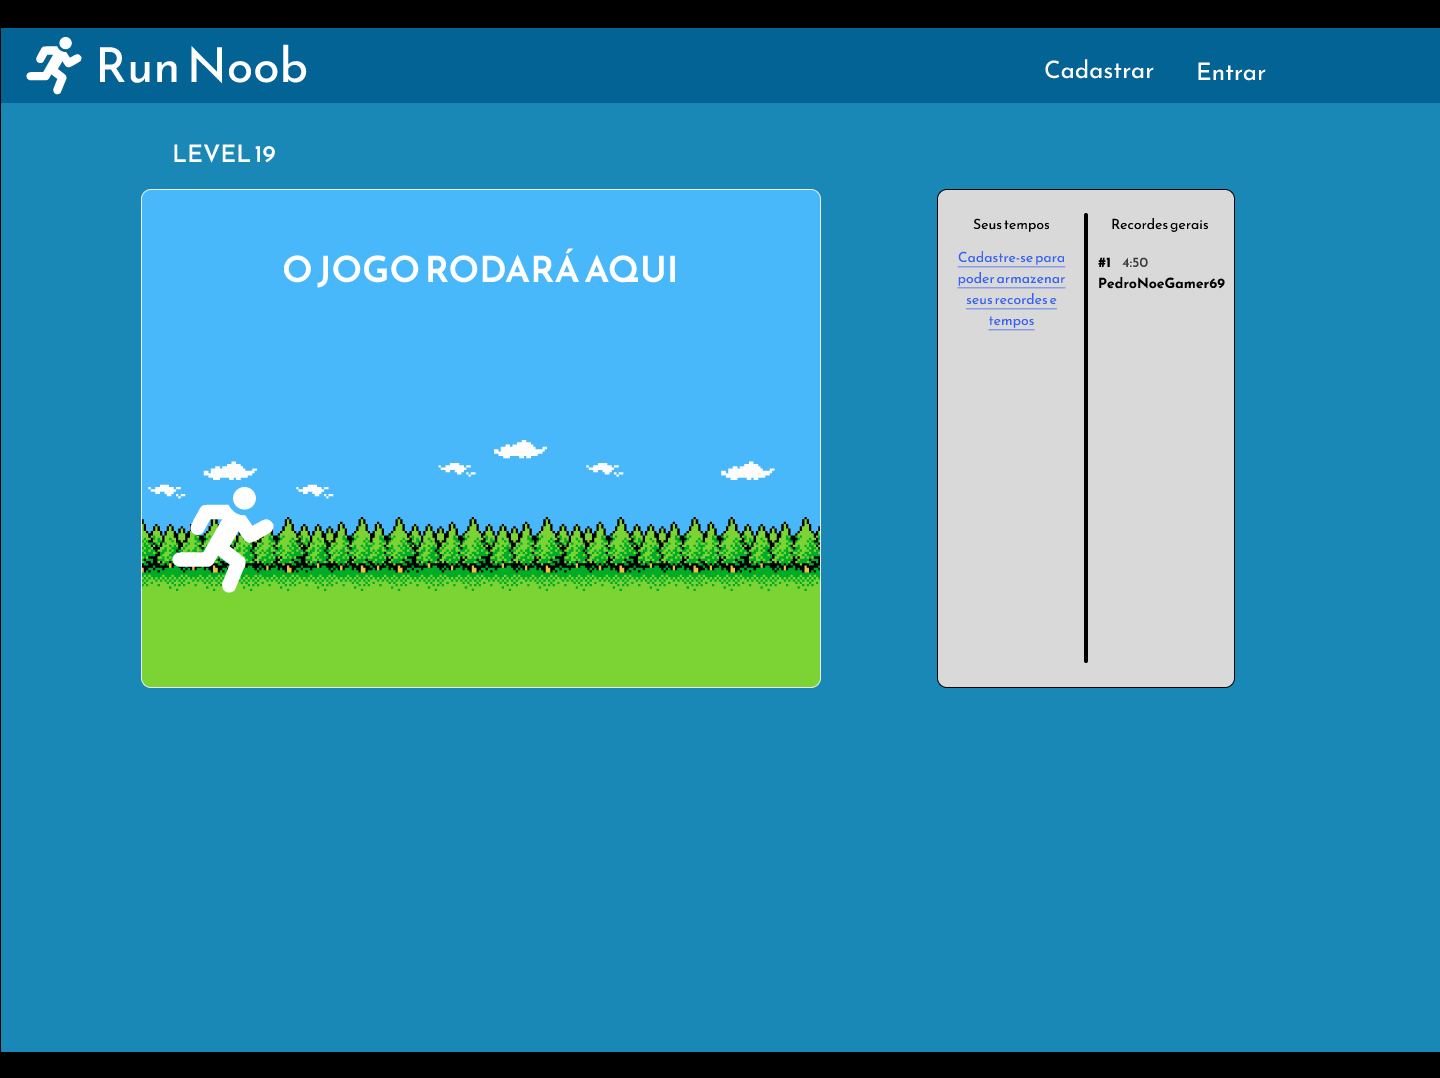 Run Noob
Cadastrar
Entrar
LEVEL 19
O JOGO RODARÁ AQUI
Seus tempos
Cadastre-se para
poder armazenar
seus recordes e
tempos
Recordes gerais
#1 4:50
PedroNoeGamer69